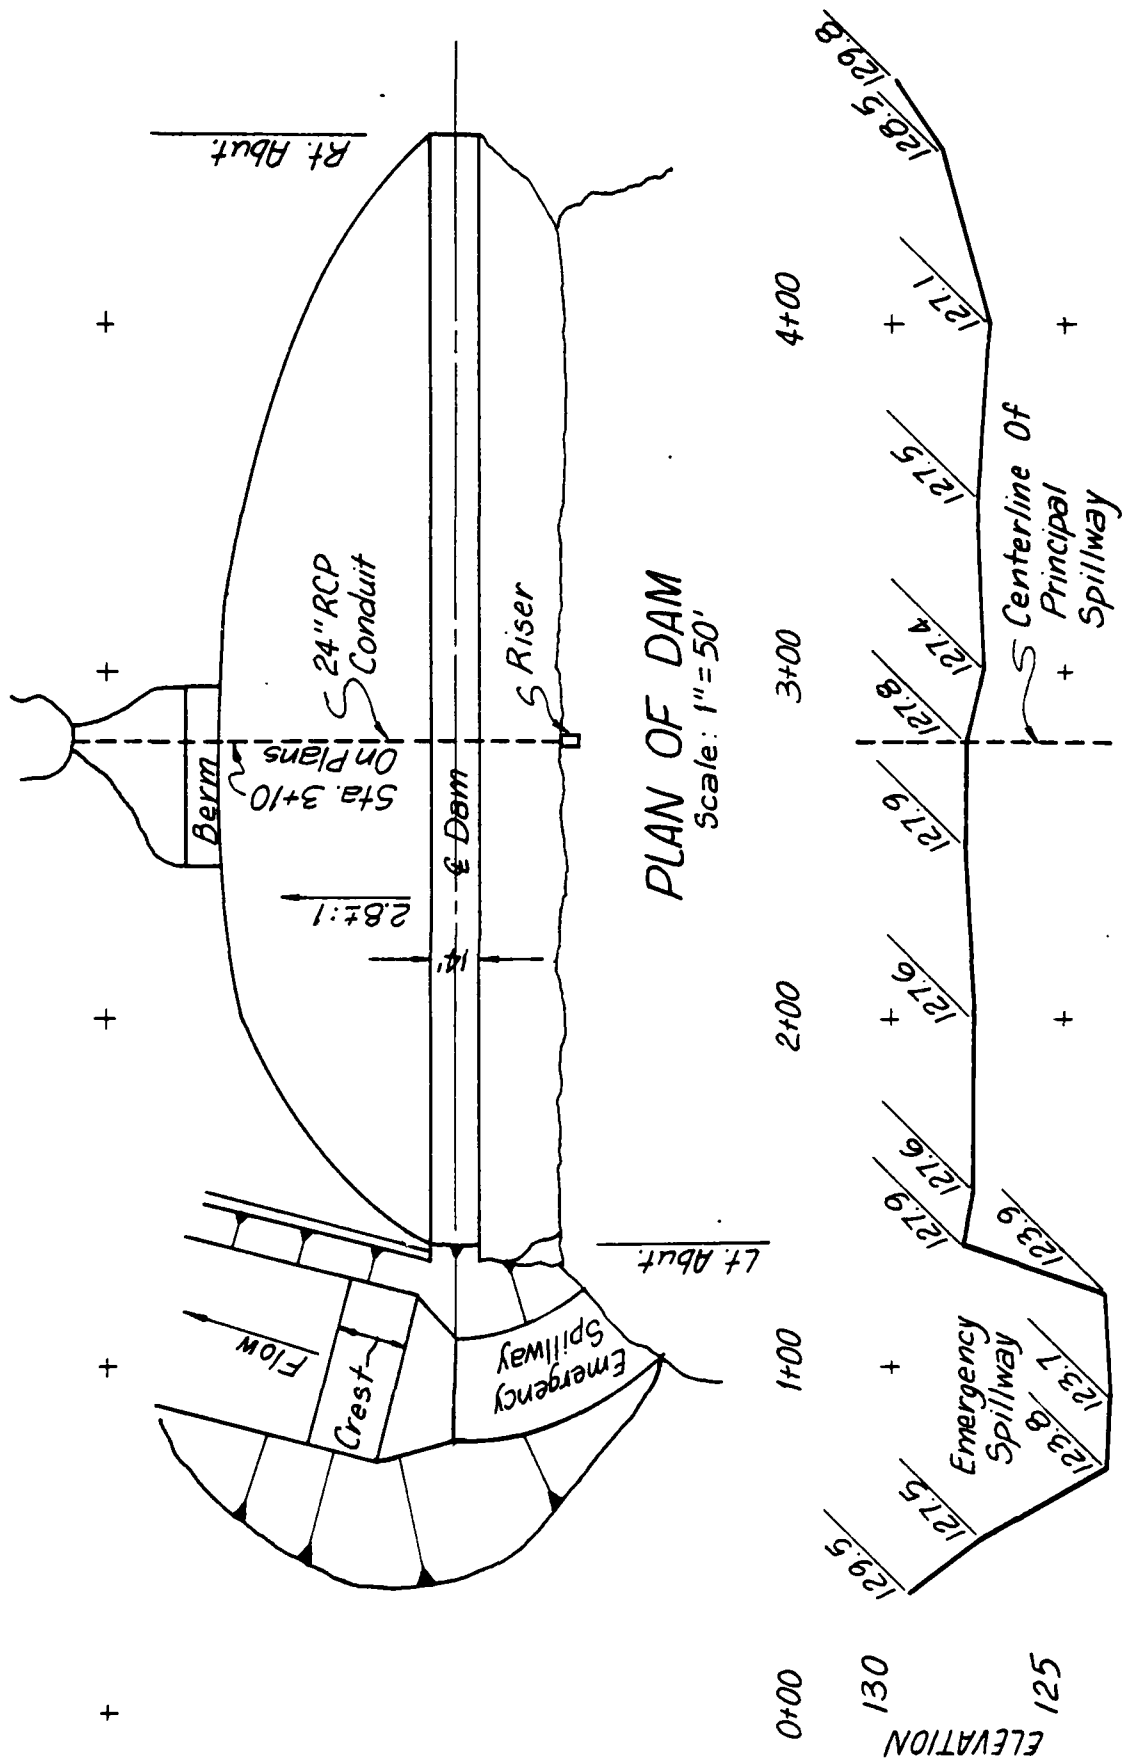 Rt. Abut.
24" RCP
Conduit
Riser
Berm
Sta. 3+10
On Plans
℄ Dam
2.8±:1
14'
Lt. Abut.
Flow
Crest
Emergency
Spillway
PLAN OF DAM
Scale: 1"=50'
0+00
1+00
2+00
3+00
4+00
ELEVATION
130
125
129.5
127.5
123.8
123.7
123.9
127.9
127.6
127.6
127.9
127.8
127.4
127.5
127.1
128.5
129.8
Emergency
Spillway
Centerline Of
Principal
Spillway